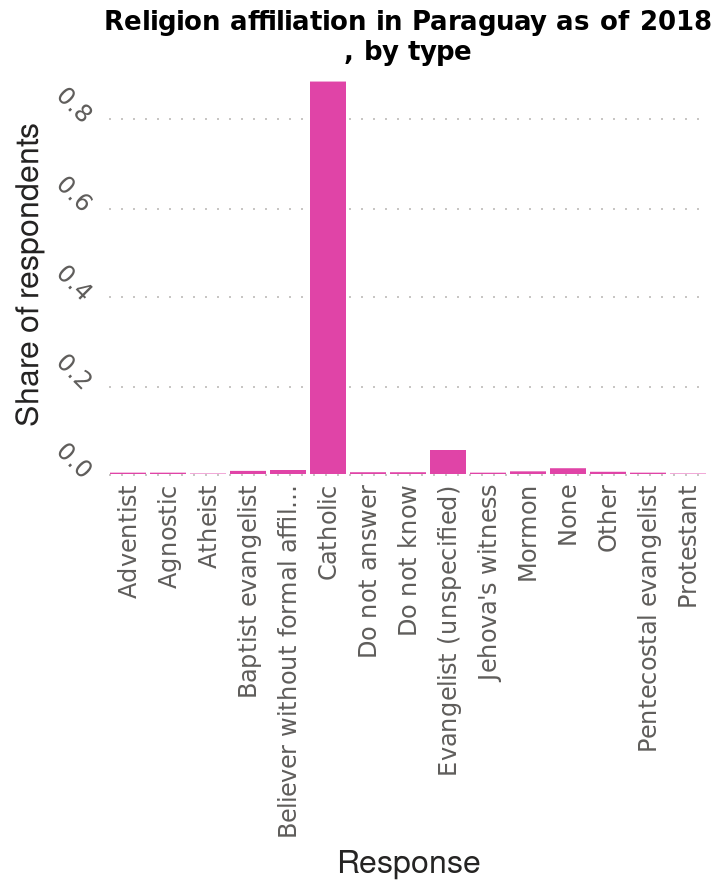 Religion affiliation in Paraguay as of 2018
, by type
Share of respondents
0.8
0.6
0.4
0.2
0.0
Adventist
Agnostic
Atheist
Baptist evangelist
Believer without formal affil...
Catholic
Do not answer
Do not know
Evangelist (unspecified)
Jehova's witness
Mormon
None
Other
Pentecostal evangelist
Protestant
Response